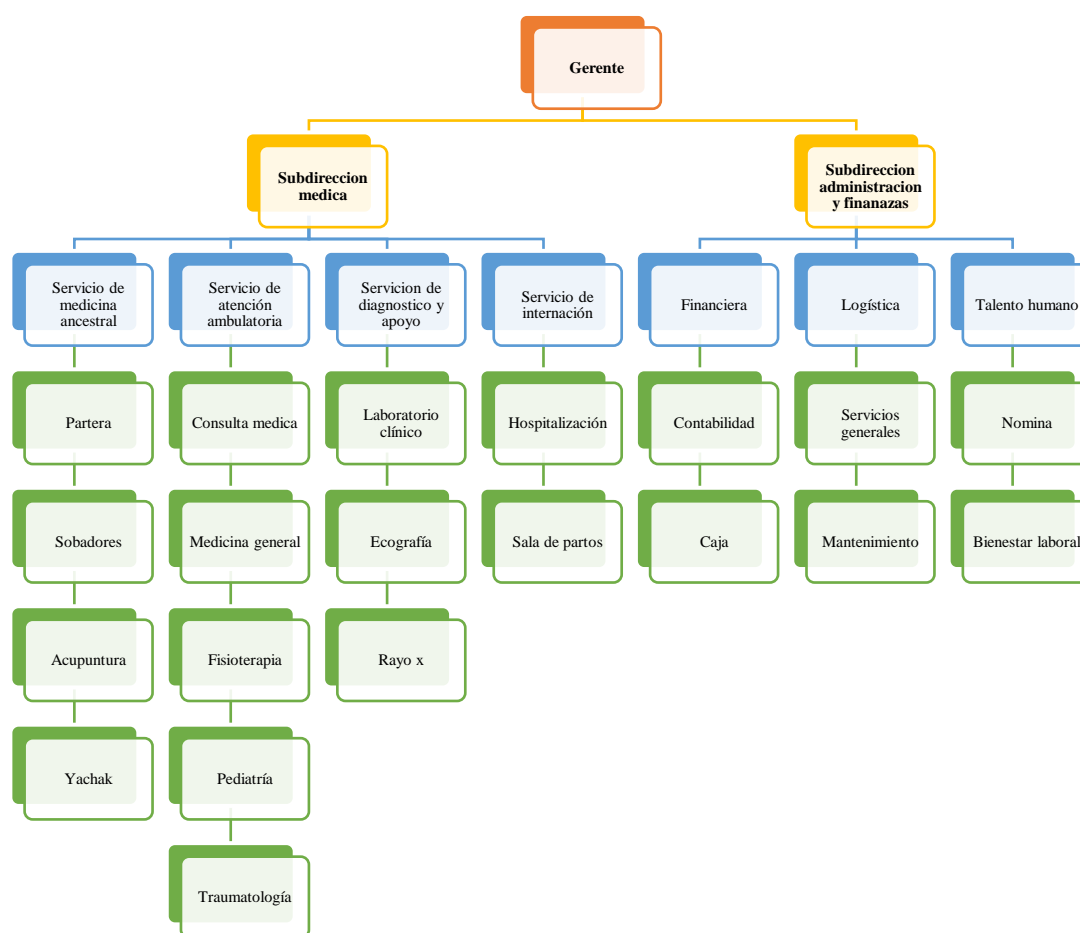 Gerente
Subdireccion
medica
Subdireccion
administracion
y finanazas
Servicio de
medicina
ancestral
Servicio de
atención
ambulatoria
Servicion de
diagnostico y
apoyo
Servicio de
internación
Financiera
Logística
Talento humano
Partera
Consulta medica
Laboratorio
clínico
Hospitalización
Contabilidad
Servicios
generales
Nomina
Sobadores
Medicina general
Ecografía
Sala de partos
Caja
Mantenimiento
Bienestar laboral
Acupuntura
Fisioterapia
Rayo x
Yachak
Pediatría
Traumatología